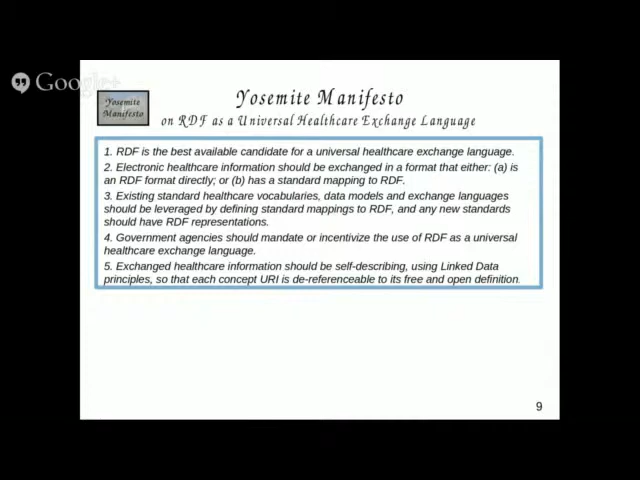 Google+
Yosemite
Manifesto
Yosemite Manifesto
on RDF as a Universal Healthcare Exchange Language
1. RDF is the best available candidate for a universal healthcare exchange language.
2. Electronic healthcare information should be exchanged in a format that either: (a) is
an RDF format directly; or (b) has a standard mapping to RDF.
3. Existing standard healthcare vocabularies, data models and exchange languages
should be leveraged by defining standard mappings to RDF, and any new standards
should have RDF representations.
4. Government agencies should mandate or incentivize the use of RDF as a universal
healthcare exchange language.
5. Exchanged healthcare information should be self-describing, using Linked Data
principles, so that each concept URI is de-referenceable to its free and open definition.
9